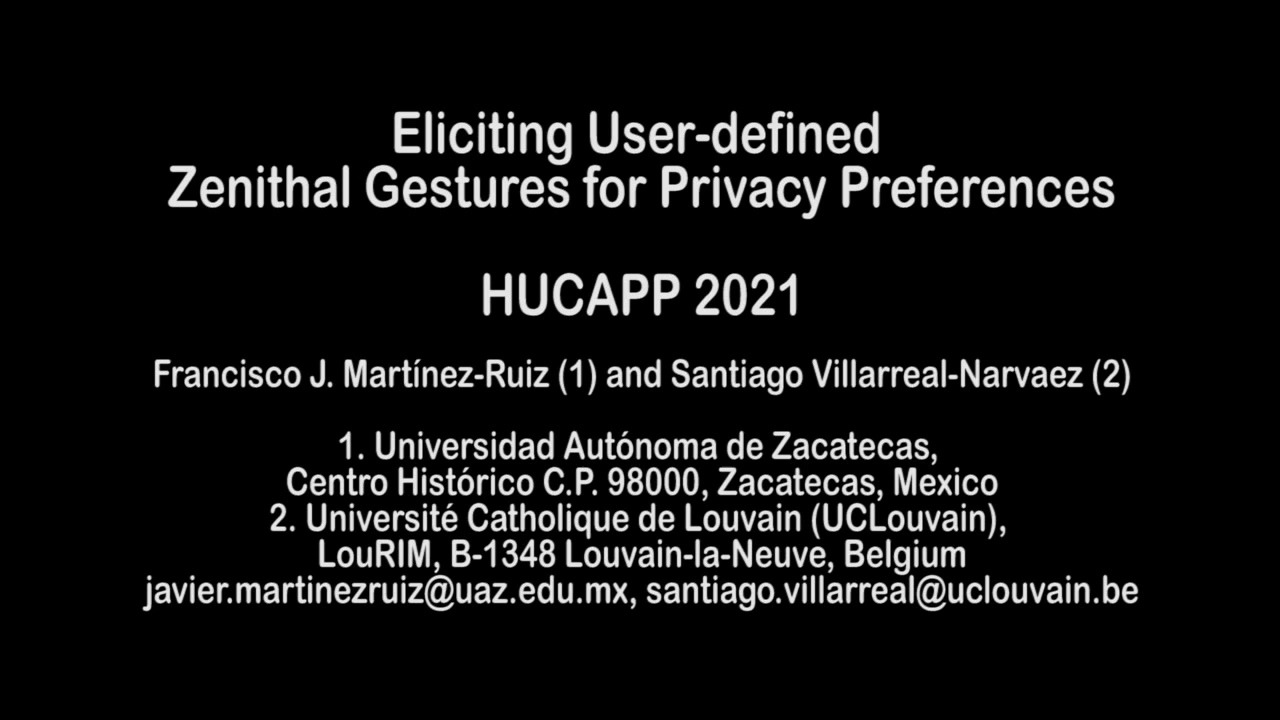 Eliciting User-defined
Zenithal Gestures for Privacy Preferences
HUCAPP 2021
Francisco J. Martínez-Ruiz (1) and Santiago Villarreal-Narvaez (2)
1. Universidad Autónoma de Zacatecas,
Centro Histórico C.P. 98000, Zacatecas, Mexico
2. Université Catholique de Louvain (UCLouvain),
LouRIM, B-1348 Louvain-la-Neuve, Belgium
javier.martinezruiz@uaz.edu.mx, santiago.villarreal@uclouvain.be